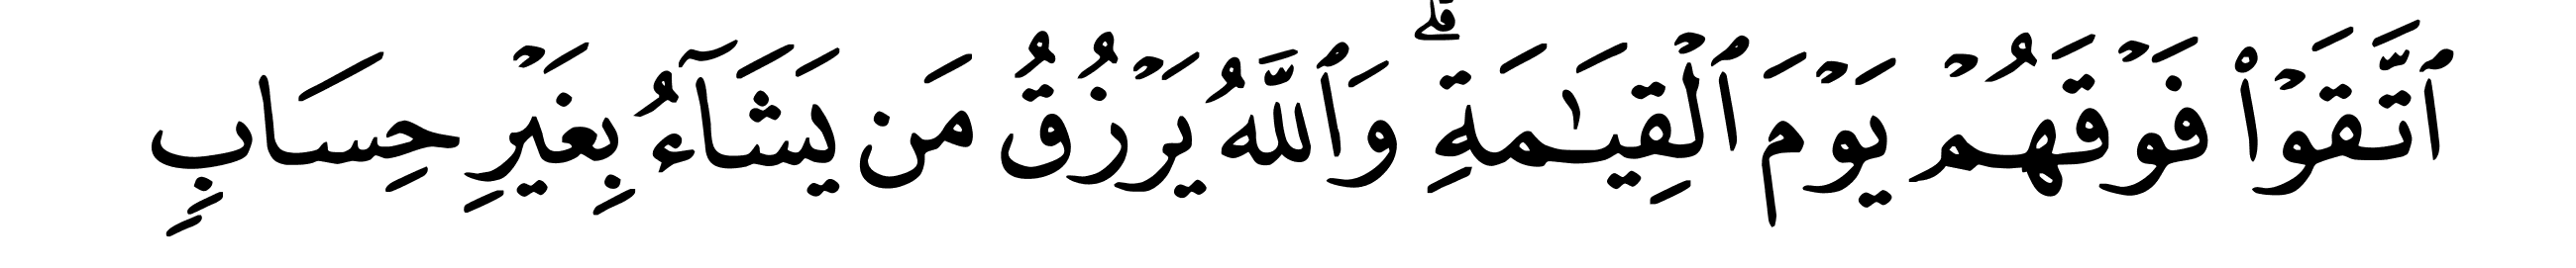 ٱتَّقَوۡاْ فَوۡقَهُمۡ يَوۡمَ ٱلۡقِيَٰمَةِۗ وَٱللَّهُ يَرۡزُقُ مَن يَشَآءُ بِغَيۡرِ حِسَابٖ